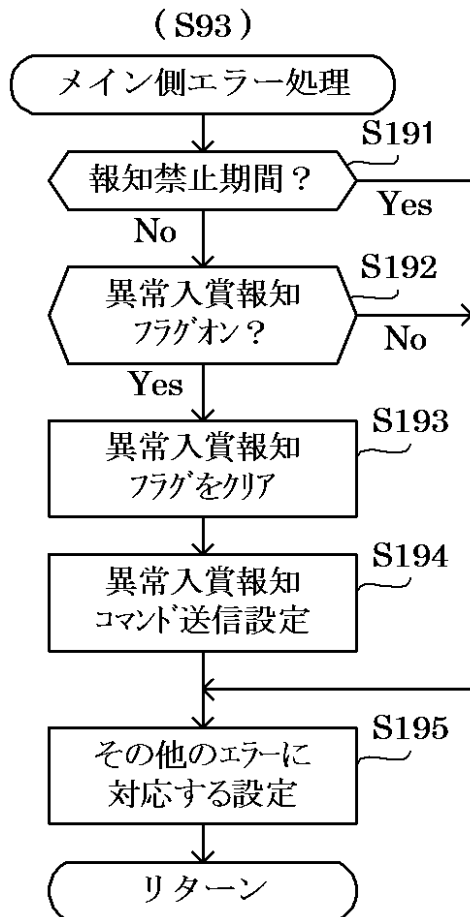 (S93)
メイン側エラー処理
S191
報知禁止期間？
Yes
No
S192
異常入賞報知
フラグオン？
No
Yes
S193
異常入賞報知
フラグをクリア
S194
異常入賞報知
コマンド送信設定
S195
その他のエラーに
対応する設定
リターン